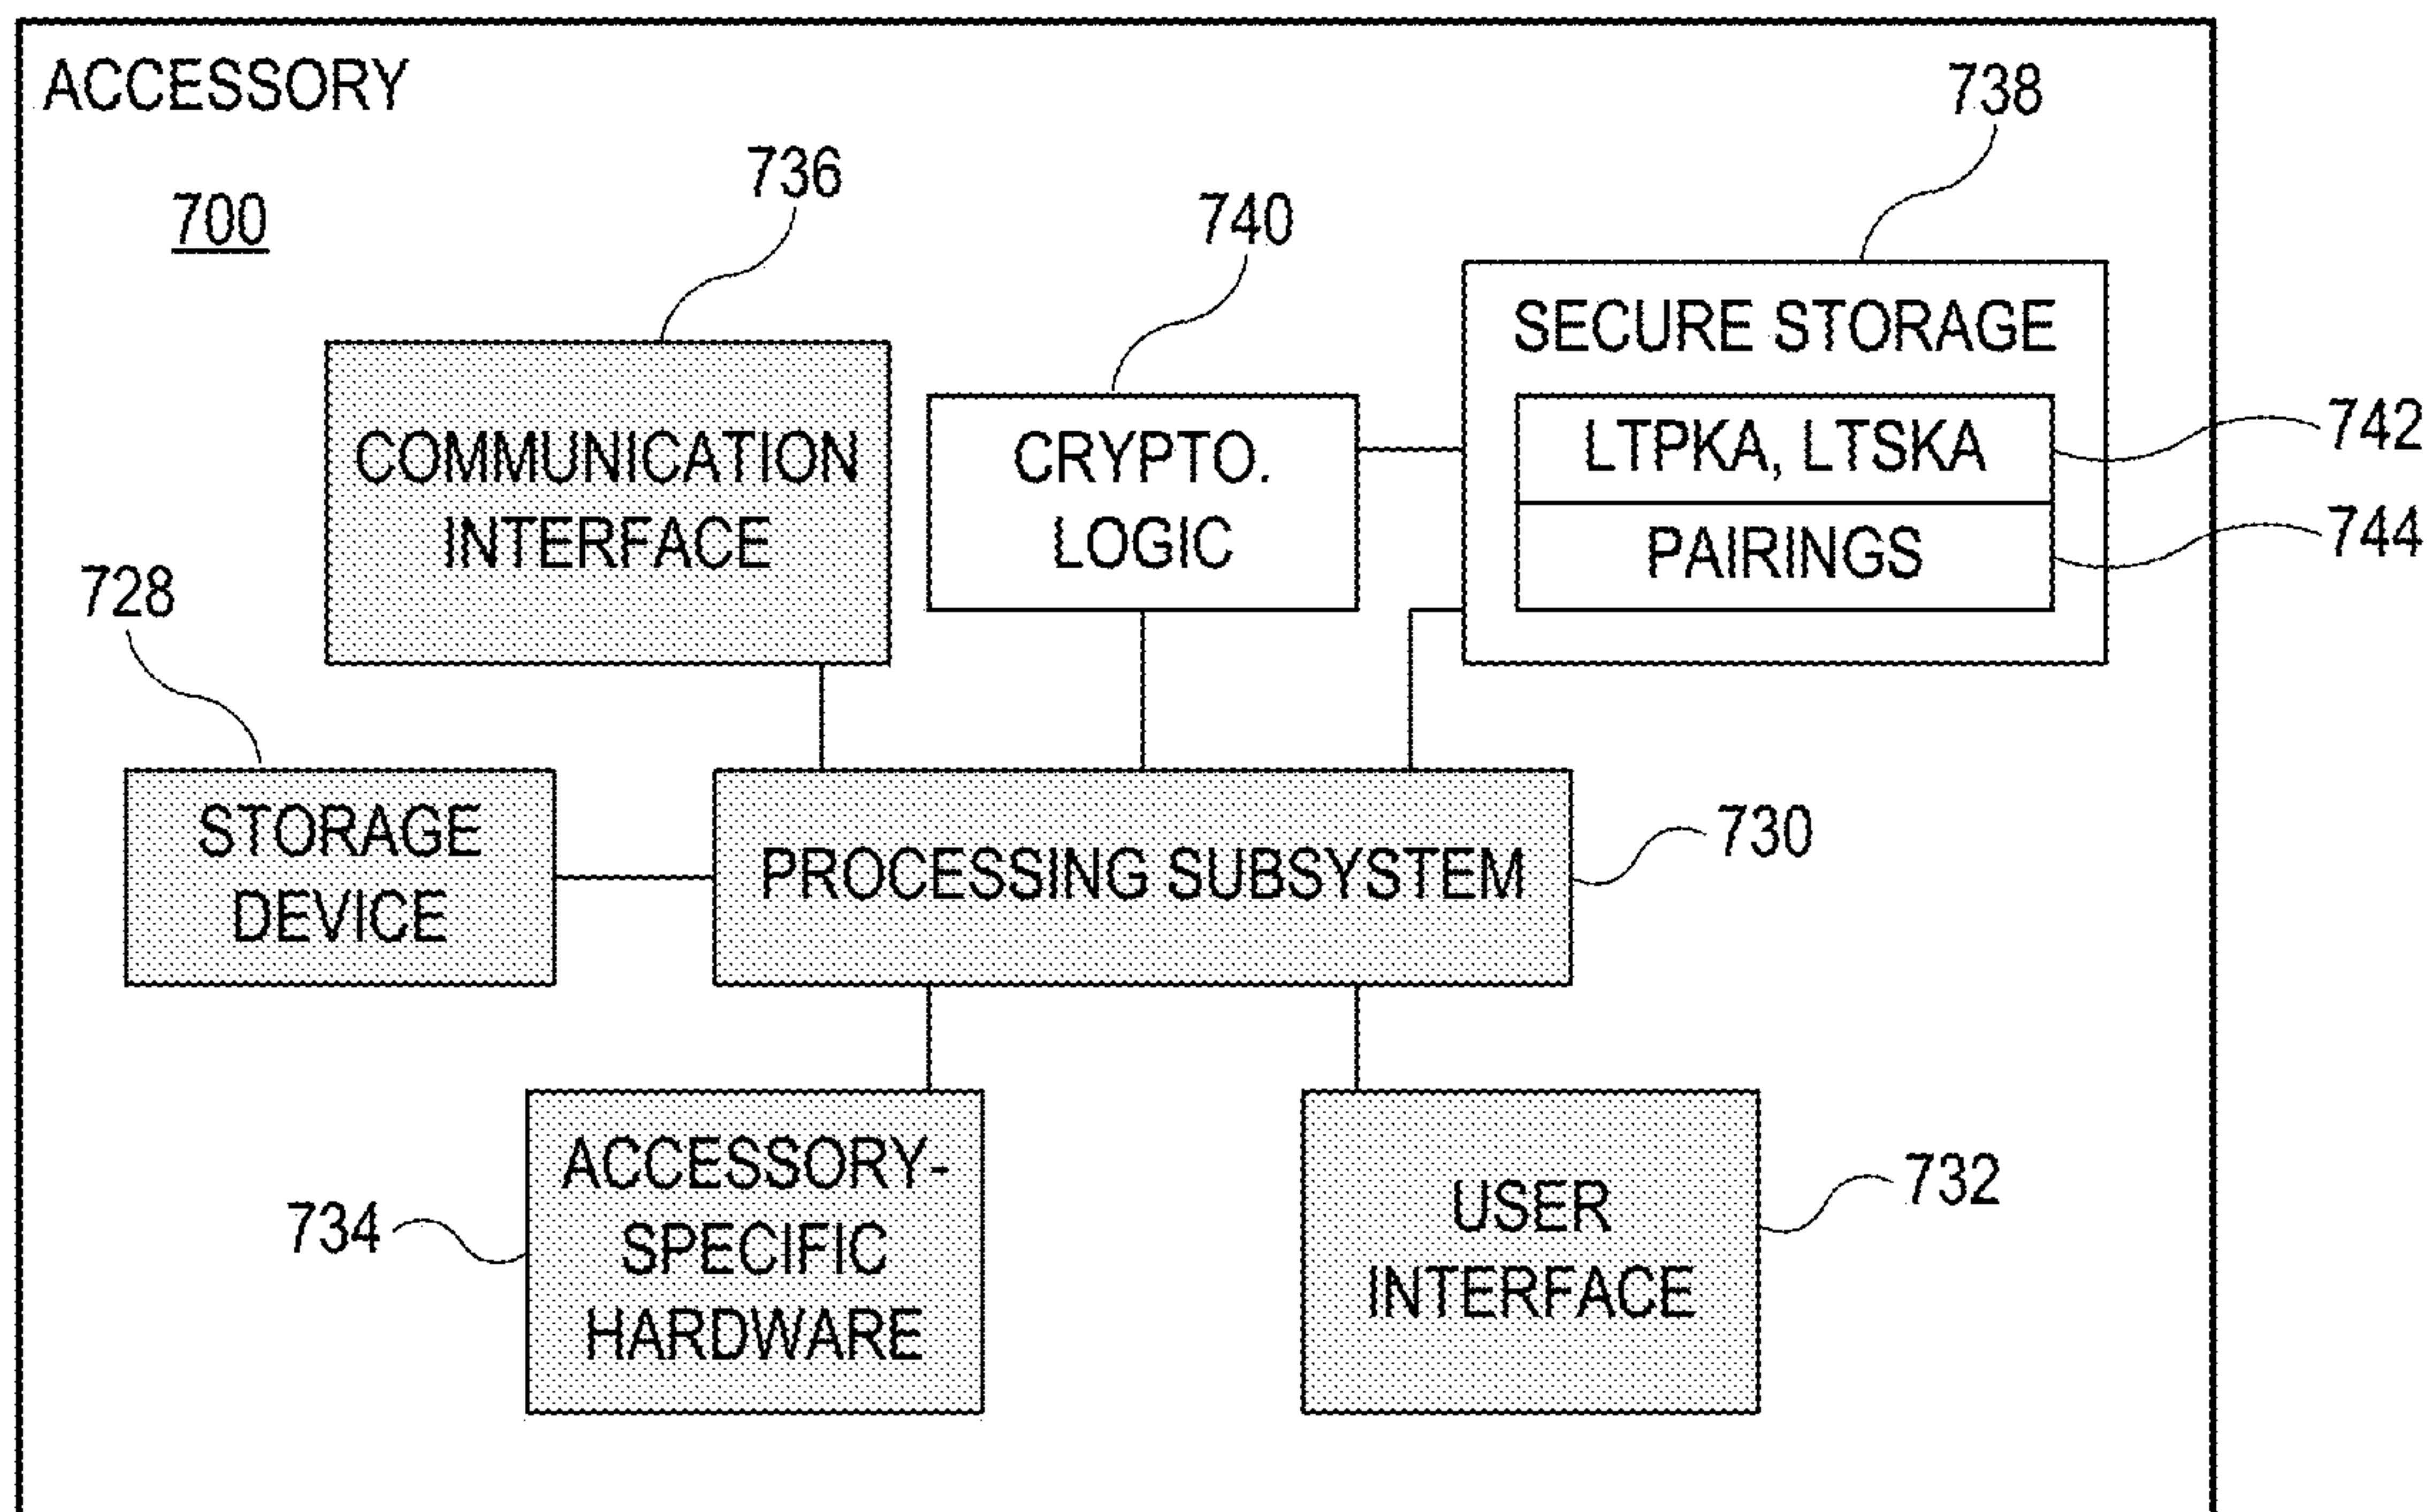 ACCESSORY
700
736
740
738
SECURE STORAGE
LTPKA, LTSKA
742
PAIRINGS
744
CRYPTO.
LOGIC
COMMUNICATION
INTERFACE
728
STORAGE
DEVICE
PROCESSING SUBSYSTEM
730
734
ACCESSORY-
SPECIFIC
HARDWARE
USER
INTERFACE
732